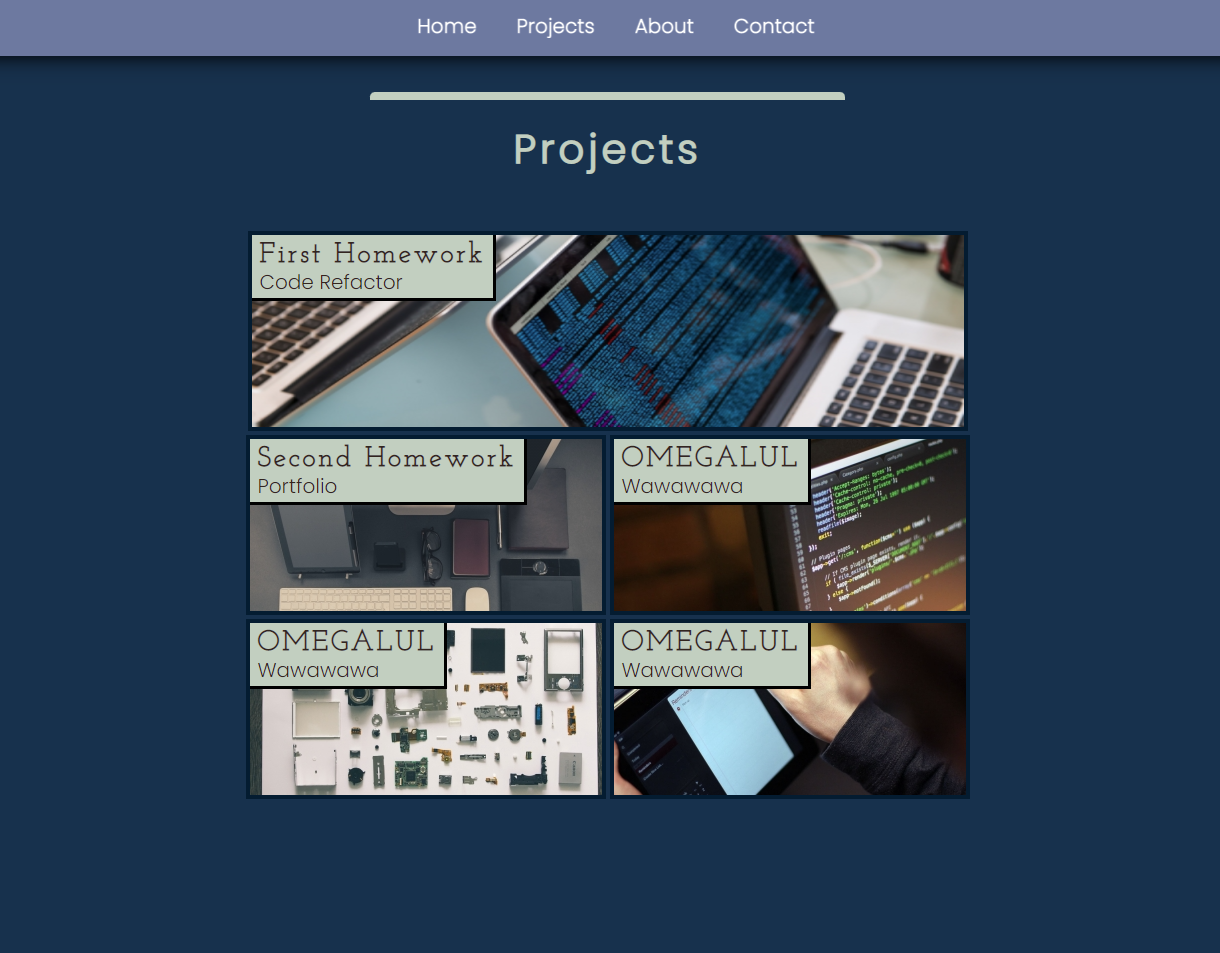 Home Projects About Contact
Projects
First Homework
Code Refactor
Second Homework
Portfolio
OMEGALUL
Wawawawa
OMEGALUL
Wawawawa
OMEGALUL
Wawawawa